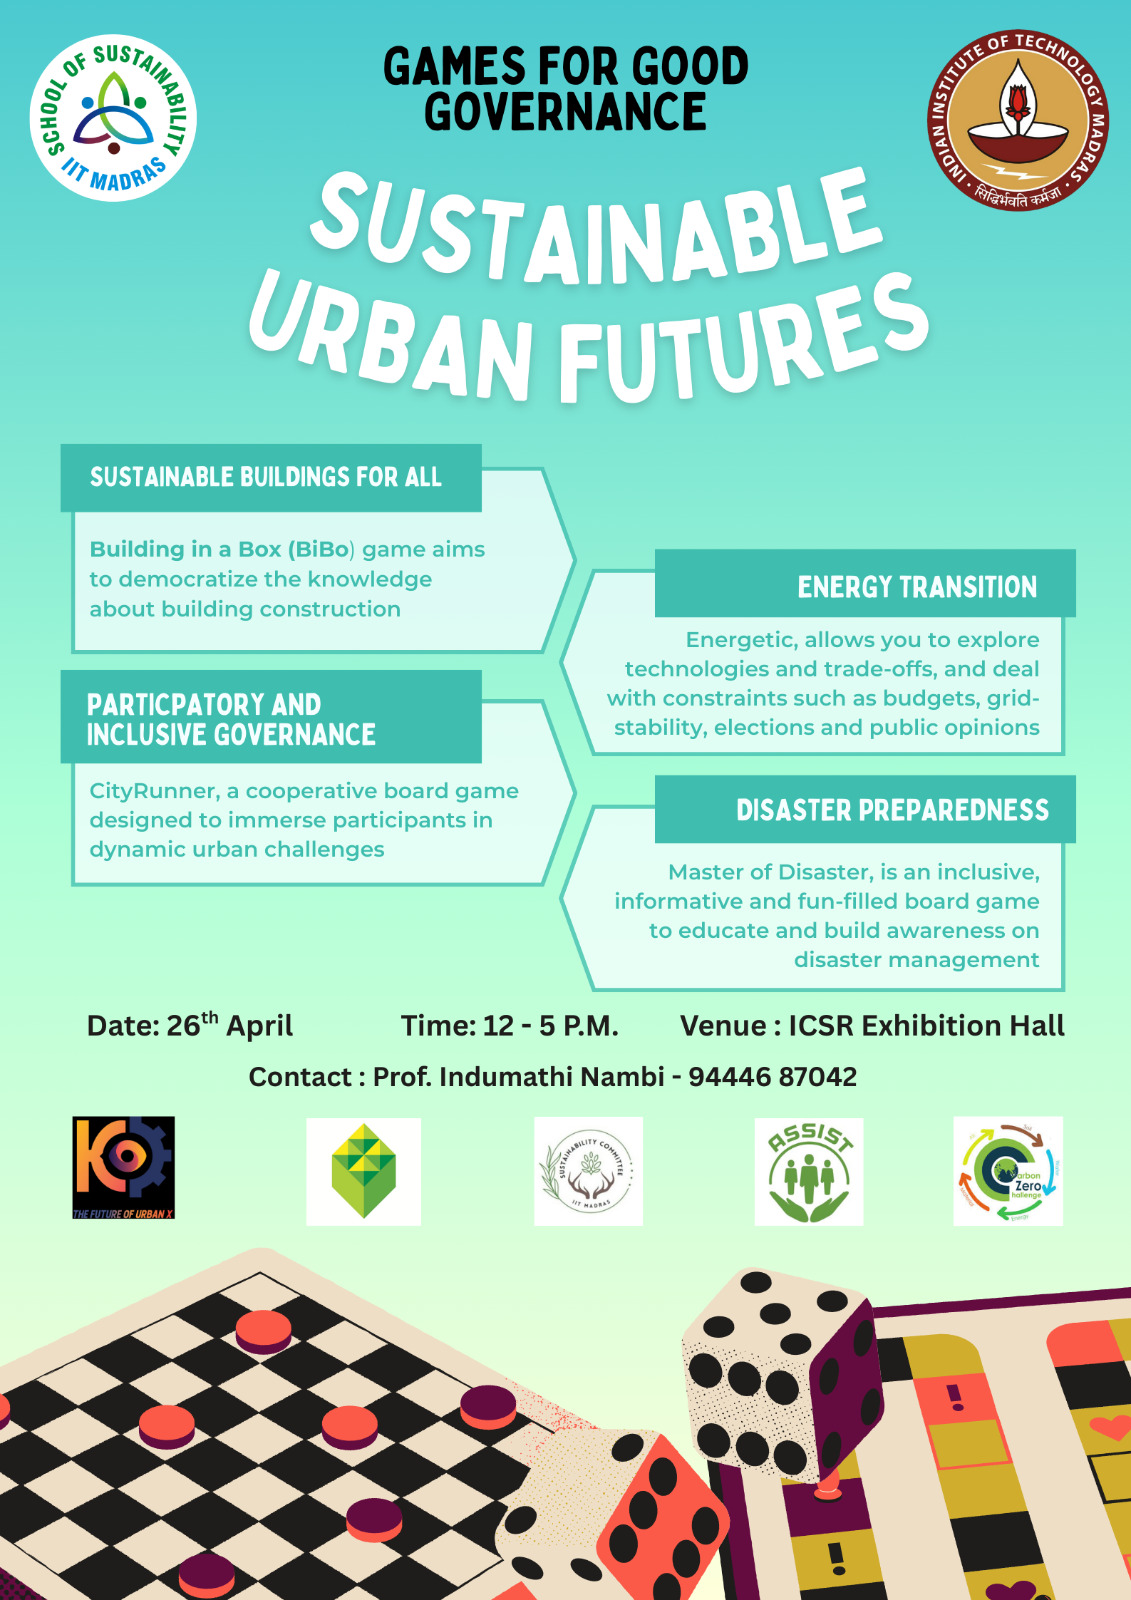 SCHOOL OF SUSTAINABILITY
IIT MADRAS
GAMES FOR GOOD
GOVERNANCE
INDIAN INSTITUTE OF TECHNOLOGY MADRAS
सिद्धिर्भवति कर्मजा
SUSTAINABLE
URBAN FUTURES
SUSTAINABLE BUILDINGS FOR ALL
Building in a Box (BiBo) game aims
to democratize the knowledge
about building construction
ENERGY TRANSITION
Energetic, allows you to explore
technologies and trade-offs, and deal
with constraints such as budgets, grid-
stability, elections and public opinions
PARTICPATORY AND
INCLUSIVE GOVERNANCE
CityRunner, a cooperative board game
designed to immerse participants in
dynamic urban challenges
DISASTER PREPAREDNESS
Master of Disaster, is an inclusive,
informative and fun-filled board game
to educate and build awareness on
disaster management
Date: 26th April
Time: 12 - 5 P.M.
Venue : ICSR Exhibition Hall
Contact : Prof. Indumathi Nambi - 94446 87042
THE FUTURE OF URBAN X
SUSTAINABILITY COMMITTEE
IIT MADRAS
ASSIST
Carbon
Zero
Challenge
Energy